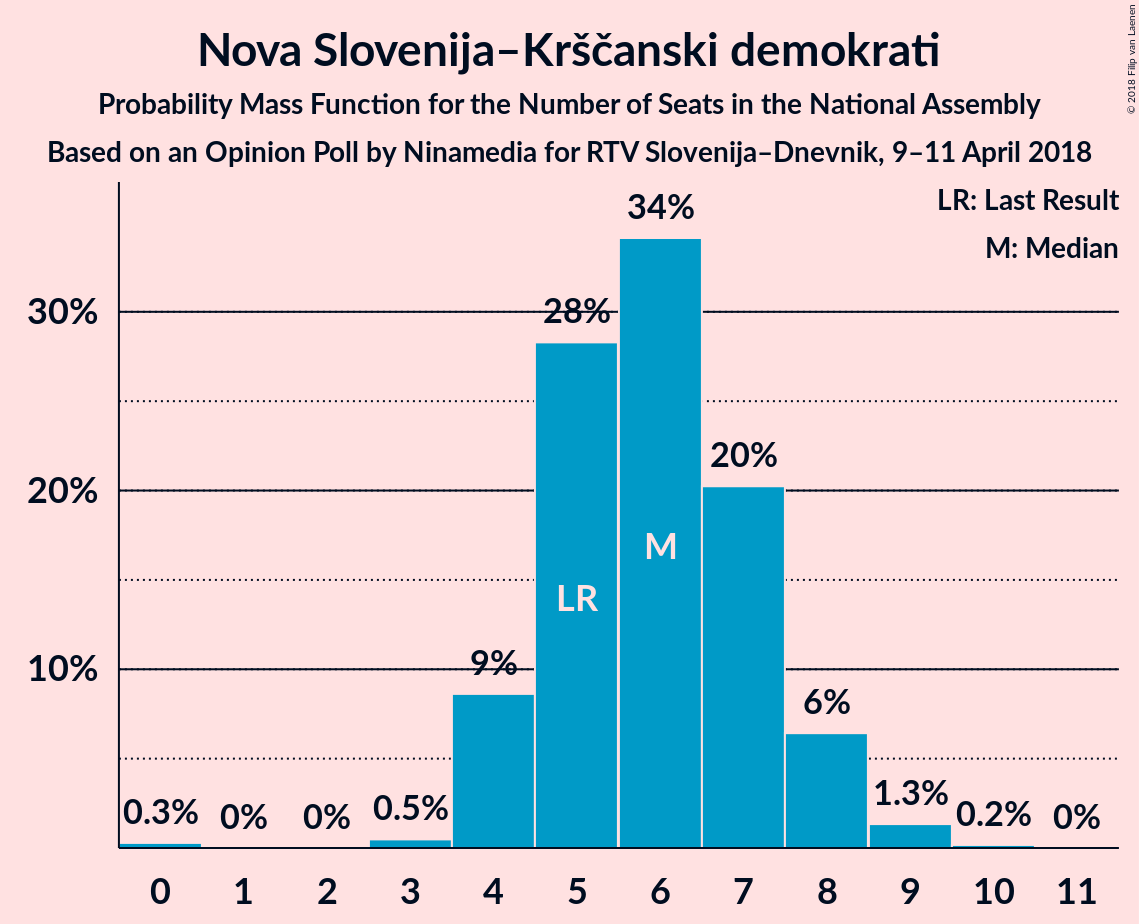 Nova Slovenija–Krščanski demokrati
Probability Mass Function for the Number of Seats in the National Assembly
Based on an Opinion Poll by Ninamedia for RTV Slovenija–Dnevnik, 9–11 April 2018
© 2018 Filip van Laenen
LR: Last Result
M: Median
34%
30%
28%
20%
20%
M
LR
10%
9%
6%
0.3%
0%
0%
0.5%
1.3%
0.2%
0%
0 1 2 3 4 5 6 7 8 9 10 11